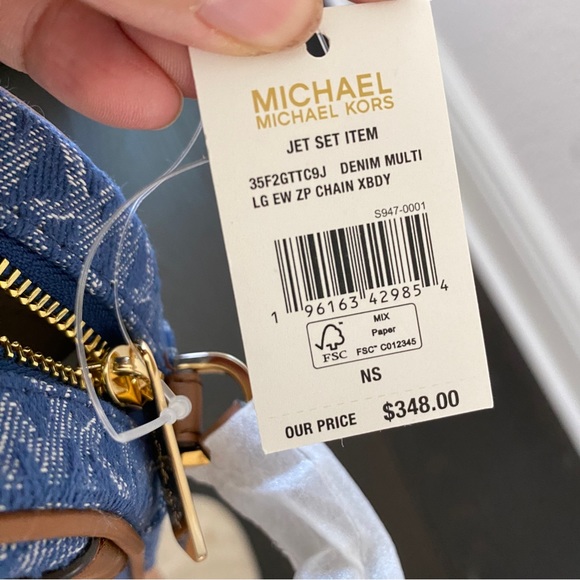 MICHAEL
MICHAEL KORS
JET SET ITEM
35F2GTTC9J DENIM MULTI
LG EW ZP CHAIN XBDY
S947-0001
1 96163 42985 4
MIX
Paper
FSC
FSC™ C012345
NS
OUR PRICE $348.00